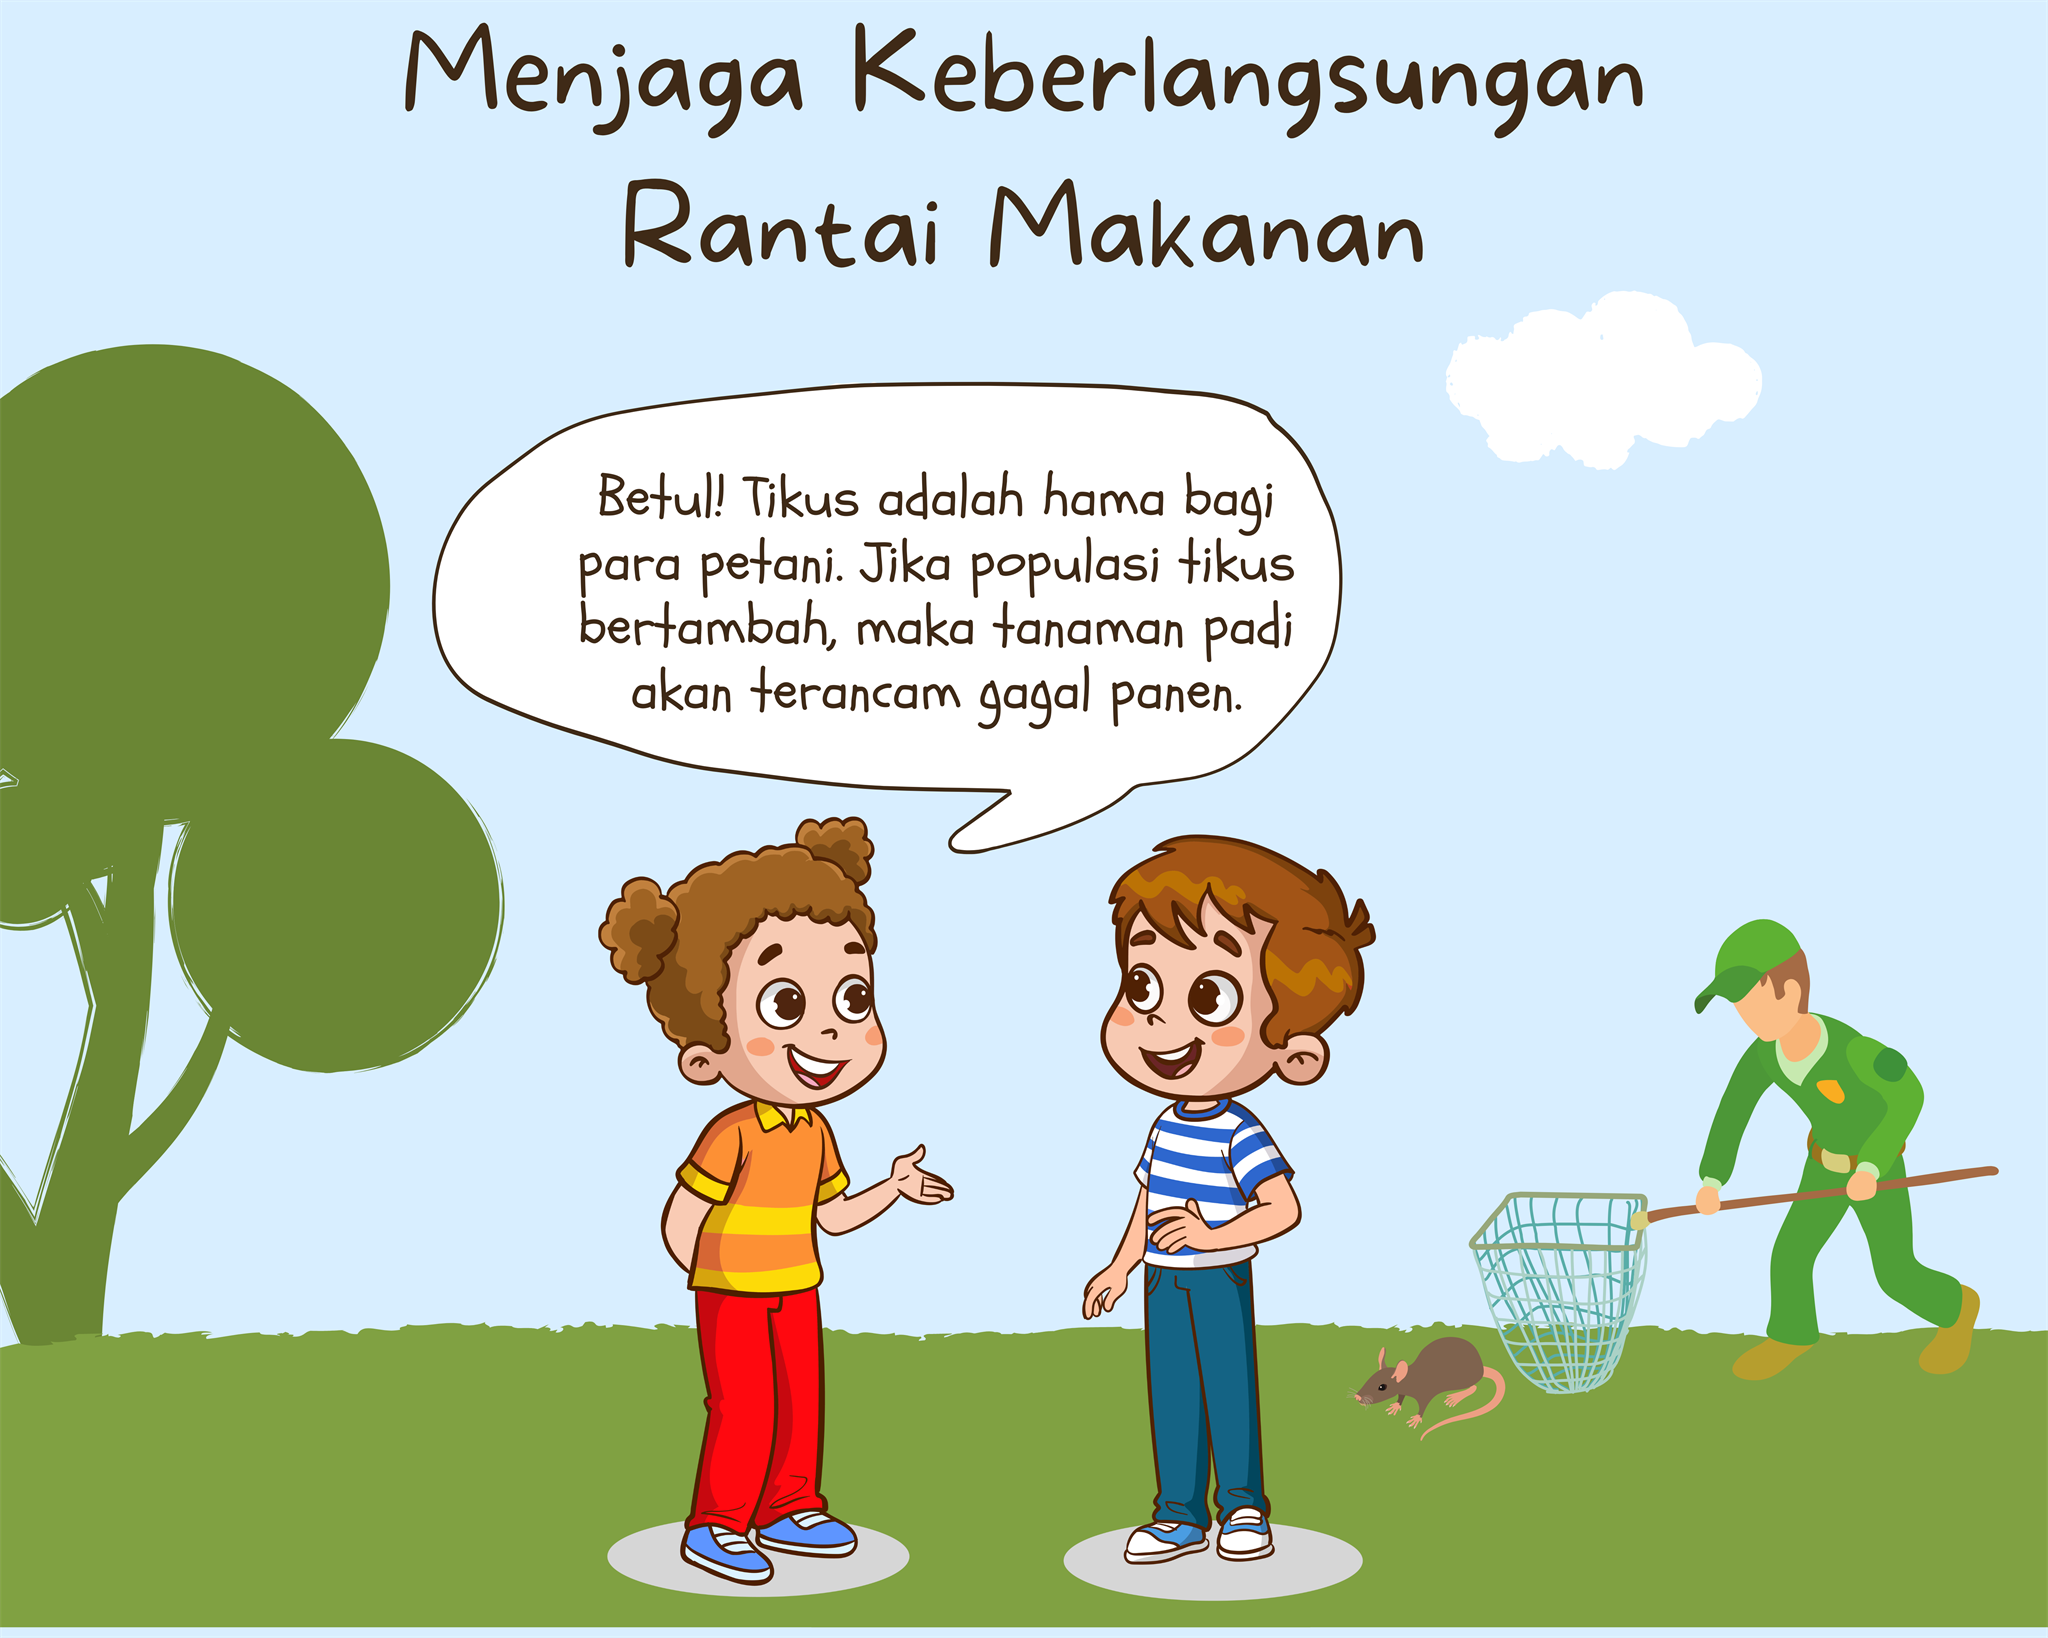 Menjaga Keberlangsungan
Rantai Makanan
Betul! Tikus adalah hama bagi
para petani. Jika populasi tikus
bertambah, maka tanaman padi
akan terancam gagal panen.